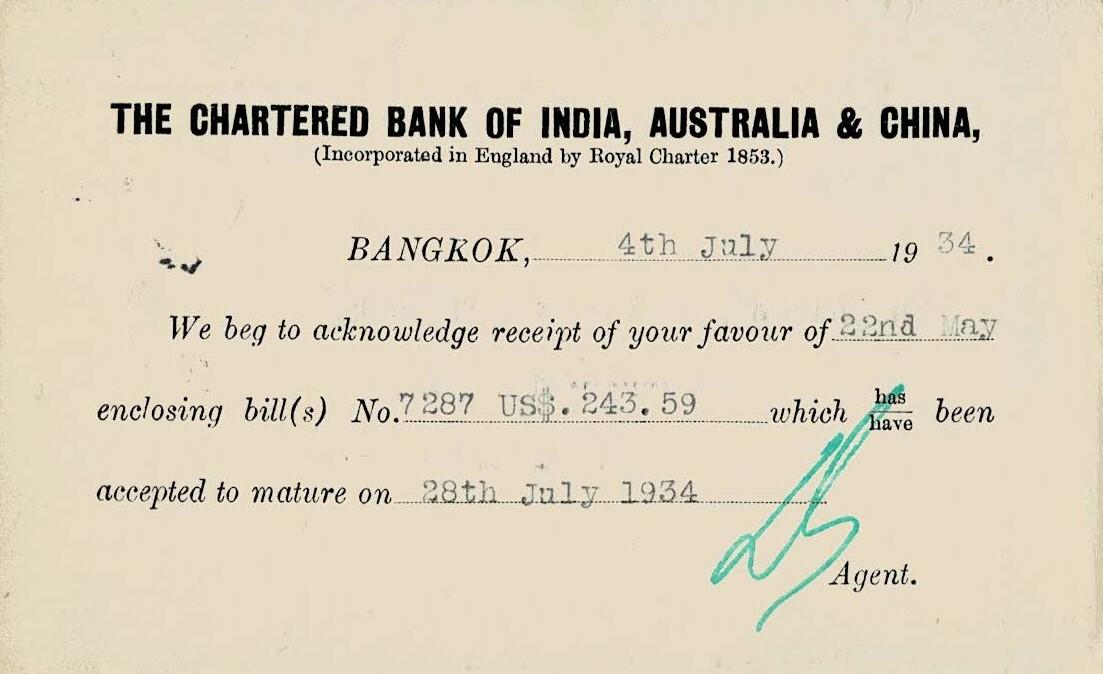 THE CHARTERED BANK OF INDIA, AUSTRALIA & CHINA,
(Incorporated in England by Royal Charter 1853.)
BANGKOK, 4th July 1934.
We beg to acknowledge receipt of your favour of 22nd May
enclosing bill(s) No. 7287 US$. 243.59 which has/have been
accepted to mature on 28th July 1934
Agent.